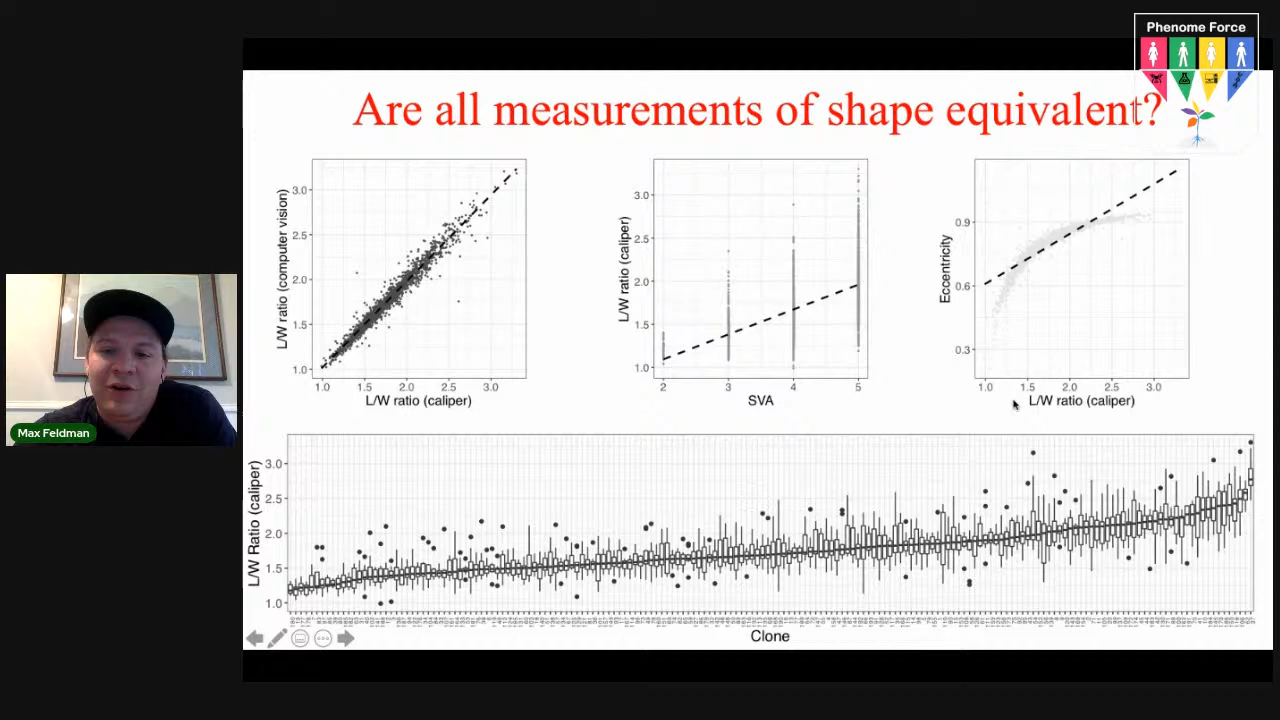 Phenome Force
Are all measurements of shape equivalent?
L/W ratio (computer vision)
3.0
2.5
2.0
1.5
1.0
1.0 1.5 2.0 2.5 3.0
L/W ratio (caliper)
L/W ratio (caliper)
3.0
2.5
2.0
1.5
1.0
2 3 4 5
SVA
Eccentricity
0.9
0.6
0.3
1.0 1.5 2.0 2.5 3.0
L/W ratio (caliper)
Max Feldman
L/W Ratio (caliper)
3.0
2.5
2.0
1.5
1.0
Clone